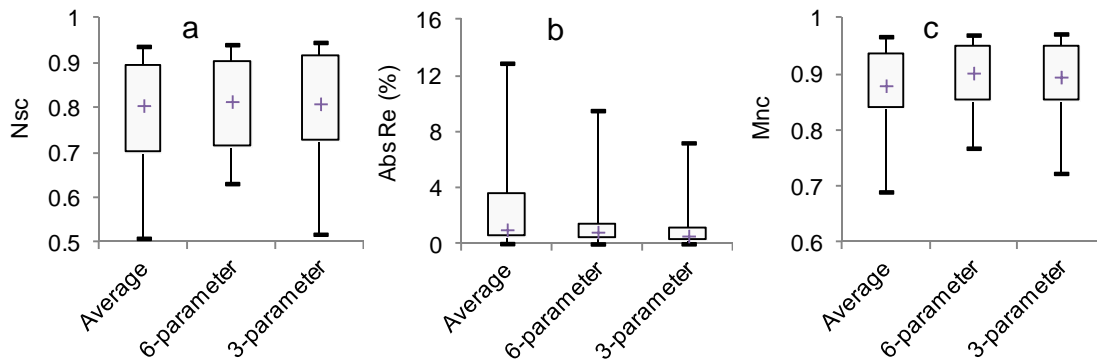 a
Nsc
1
0.9
0.8
0.7
0.6
0.5
Average
6-parameter
3-parameter
b
Abs Re (%)
16
12
8
4
0
Average
6-parameter
3-parameter
c
Mnc
1
0.9
0.8
0.7
0.6
Average
6-parameter
3-parameter